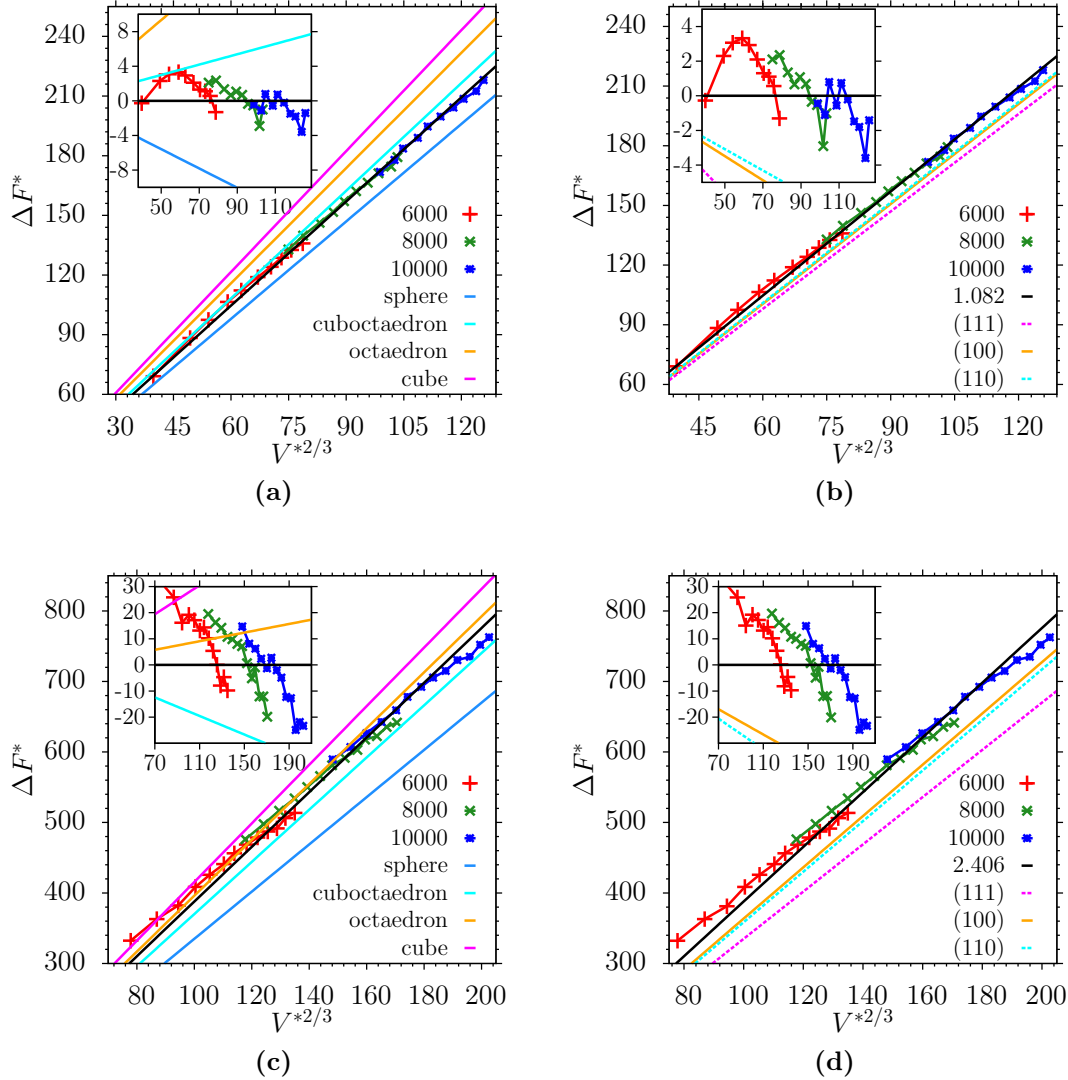 240
210
180
150
120
90
60
ΔF*
30 45 60 75 90 105 120
V*2/3
8
4
0
-4
-8
50 70 90 110
6000
8000
10000
sphere
cuboctaedron
octaedron
cube
(a)
240
210
180
150
120
90
60
ΔF*
45 60 75 90 105 120
V*2/3
4
2
0
-2
-4
50 70 90 110
6000
8000
10000
1.082
(111)
(100)
(110)
(b)
800
700
600
500
400
300
ΔF*
80 100 120 140 160 180 200
V*2/3
30
20
10
0
-10
-20
70 110 150 190
6000
8000
10000
sphere
cuboctaedron
octaedron
cube
(c)
800
700
600
500
400
300
ΔF*
80 100 120 140 160 180 200
V*2/3
30
20
10
0
-10
-20
70 110 150 190
6000
8000
10000
2.406
(111)
(100)
(110)
(d)